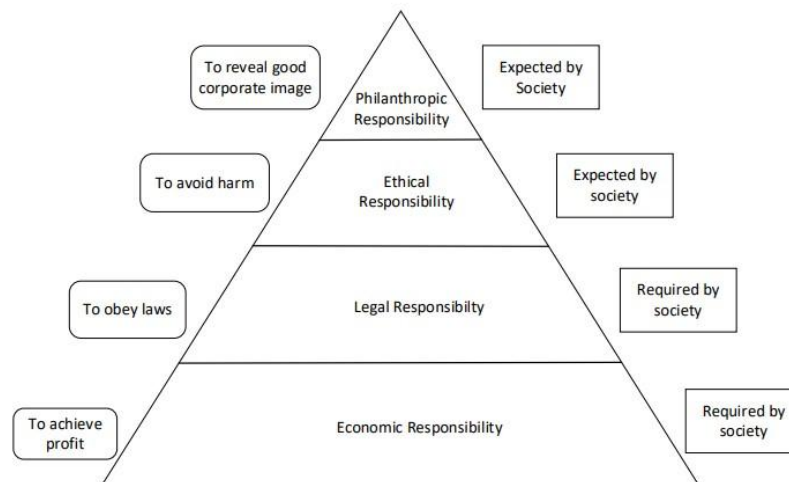 To reveal good
corporate image
Philanthropic
Responsibility
Expected by
Society
To avoid harm
Ethical
Responsibility
Expected by
society
To obey laws
Legal Responsibilty
Required by
society
To achieve
profit
Economic Responsibility
Required by
society